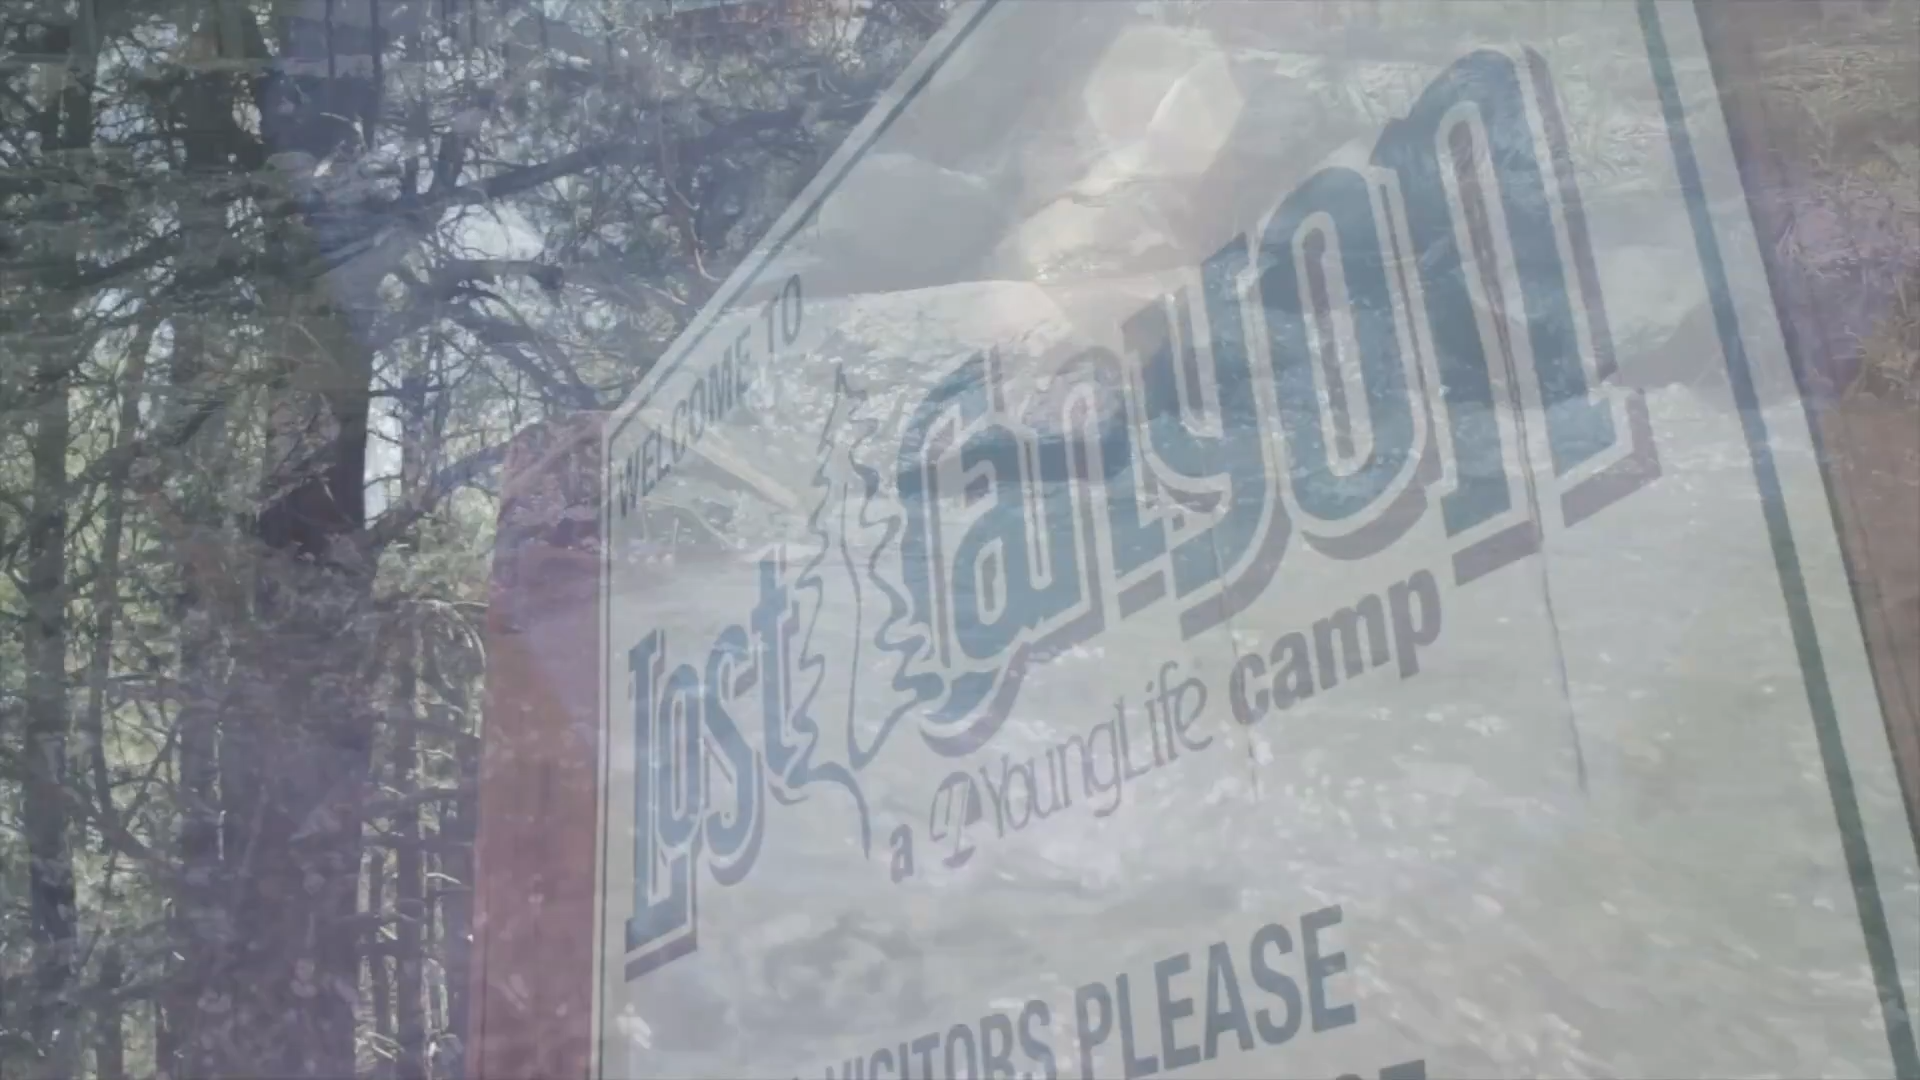 WELCOME TO
Lost Canyon
a YoungLife camp
VISITORS PLEASE